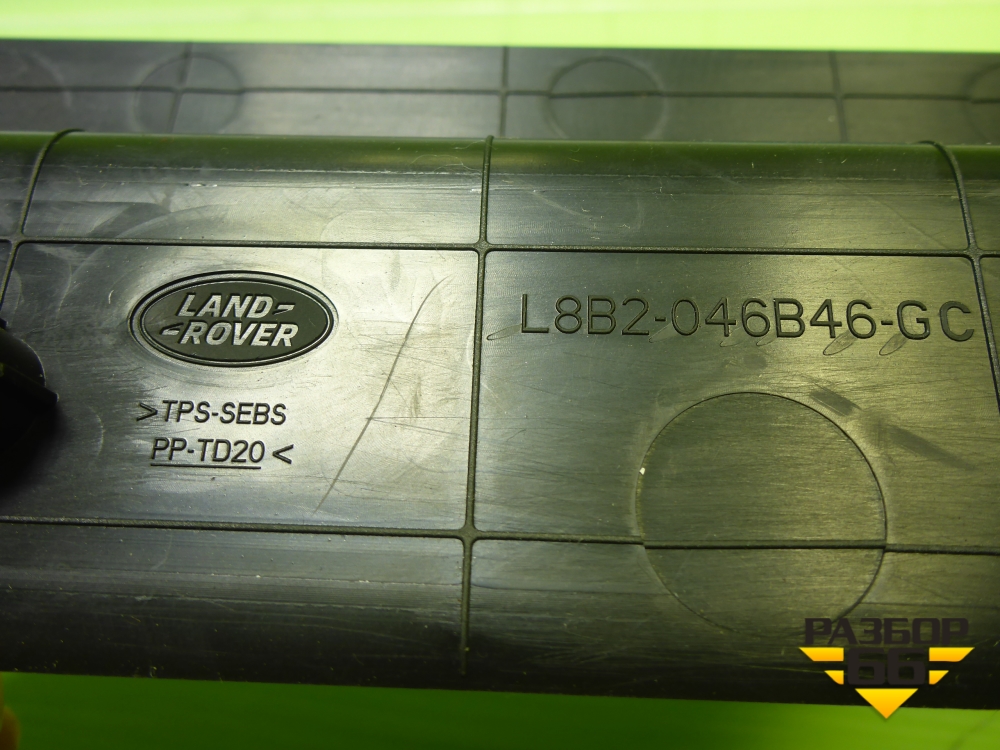 LAND
ROVER
>TPS-SEBS
PP-TD20<
L8B2-046B46-GC
РАЗБОР
66